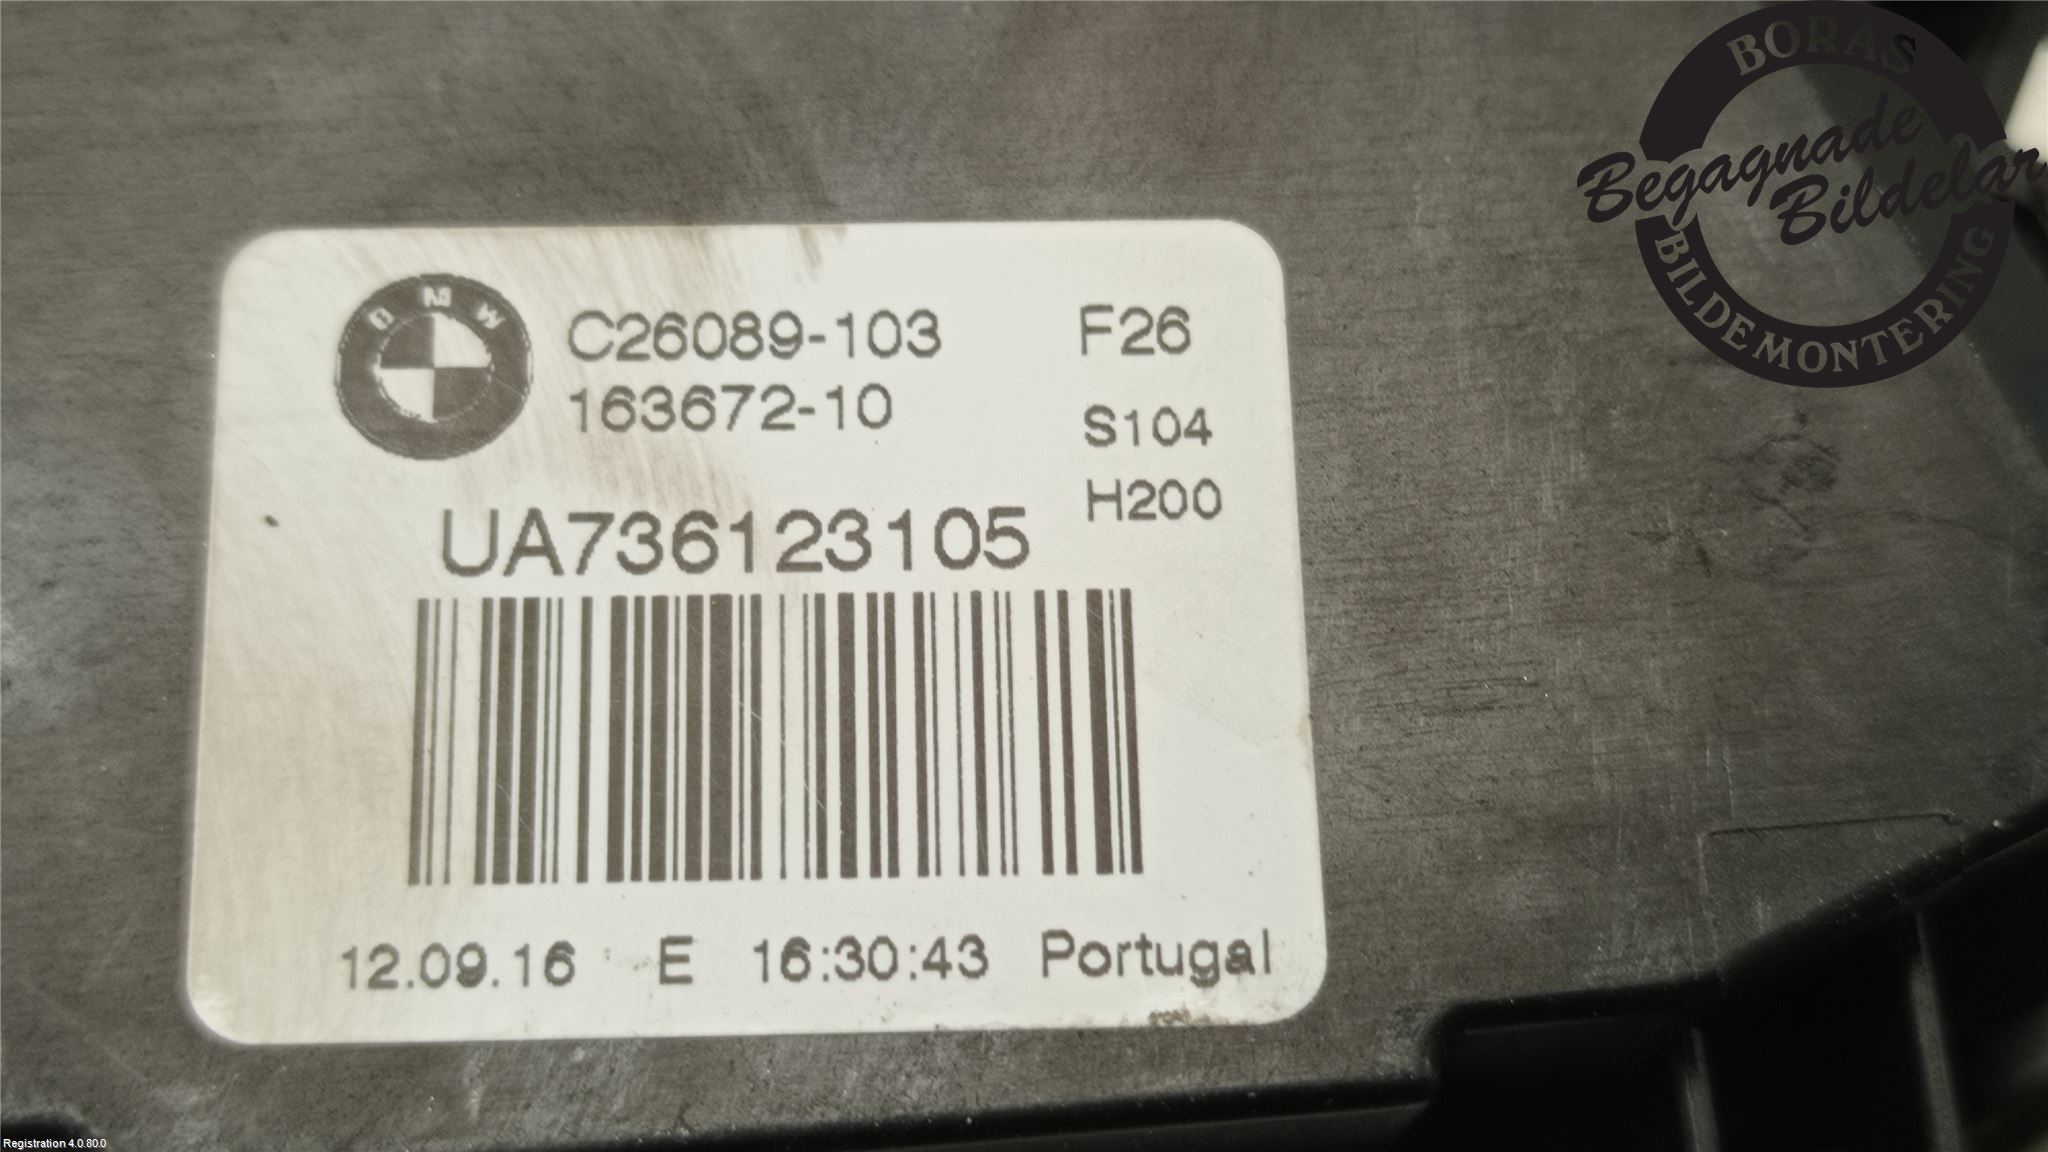 BORÅS
Begagnade
Bildelar
BILDEMONTERING
BMW
C26089-103 F26
163672-10 S104
H200
UA736123105
12.09.16 E 16:30:43 Portugal
Registration 4.0.80.0